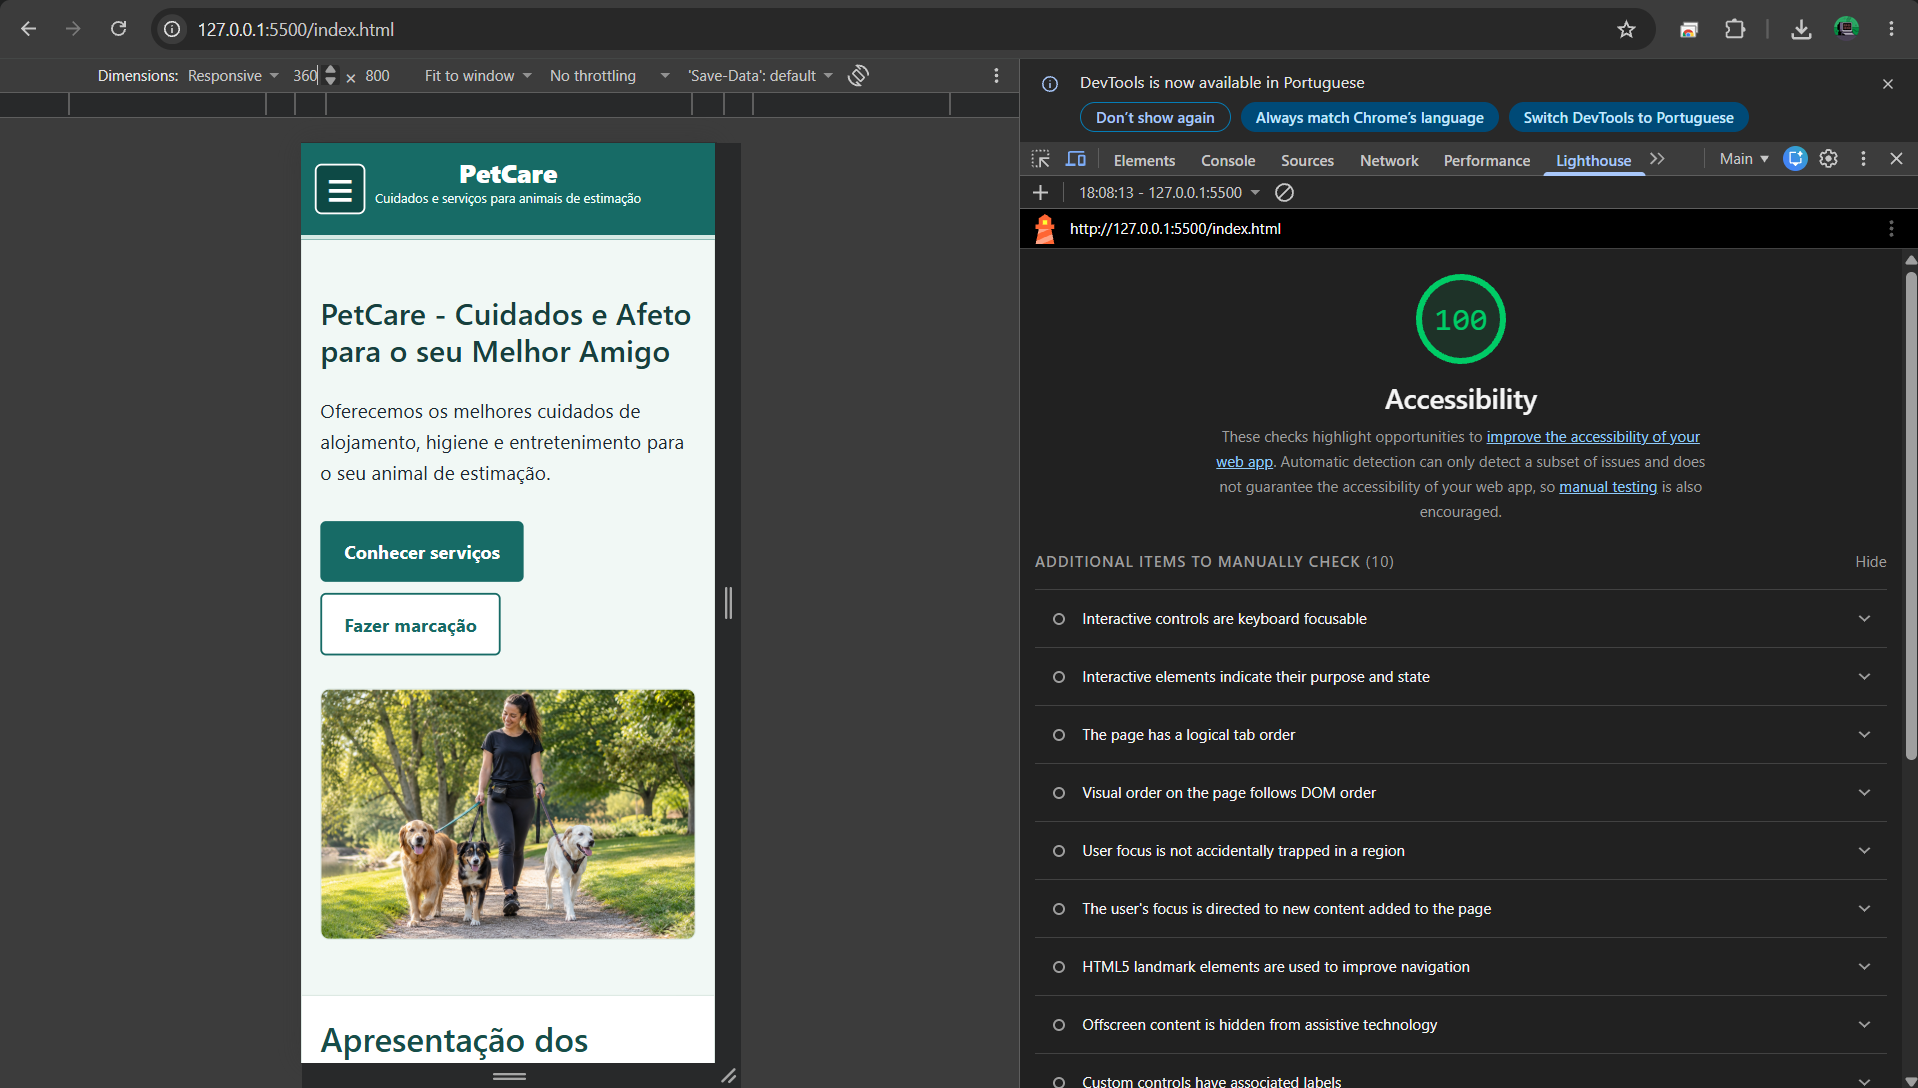 127.0.0.1:5500/index.html
Dimensions: Responsive 360 × 800 Fit to window No throttling 'Save-Data': default
DevTools is now available in Portuguese
Don't show again Always match Chrome's language Switch DevTools to Portuguese
Elements Console Sources Network Performance Lighthouse Main
18:08:13 - 127.0.0.1:5500
http://127.0.0.1:5500/index.html
PetCare
Cuidados e serviços para animais de estimação
PetCare - Cuidados e Afeto
para o seu Melhor Amigo
Oferecemos os melhores cuidados de
alojamento, higiene e entretenimento para
o seu animal de estimação.
Conhecer serviços
Fazer marcação
Apresentação dos
100
Accessibility
These checks highlight opportunities to improve the accessibility of your
web app. Automatic detection can only detect a subset of issues and does
not guarantee the accessibility of your web app, so manual testing is also
encouraged.
ADDITIONAL ITEMS TO MANUALLY CHECK (10) Hide
Interactive controls are keyboard focusable
Interactive elements indicate their purpose and state
The page has a logical tab order
Visual order on the page follows DOM order
User focus is not accidentally trapped in a region
The user's focus is directed to new content added to the page
HTML5 landmark elements are used to improve navigation
Offscreen content is hidden from assistive technology
Custom controls have associated labels